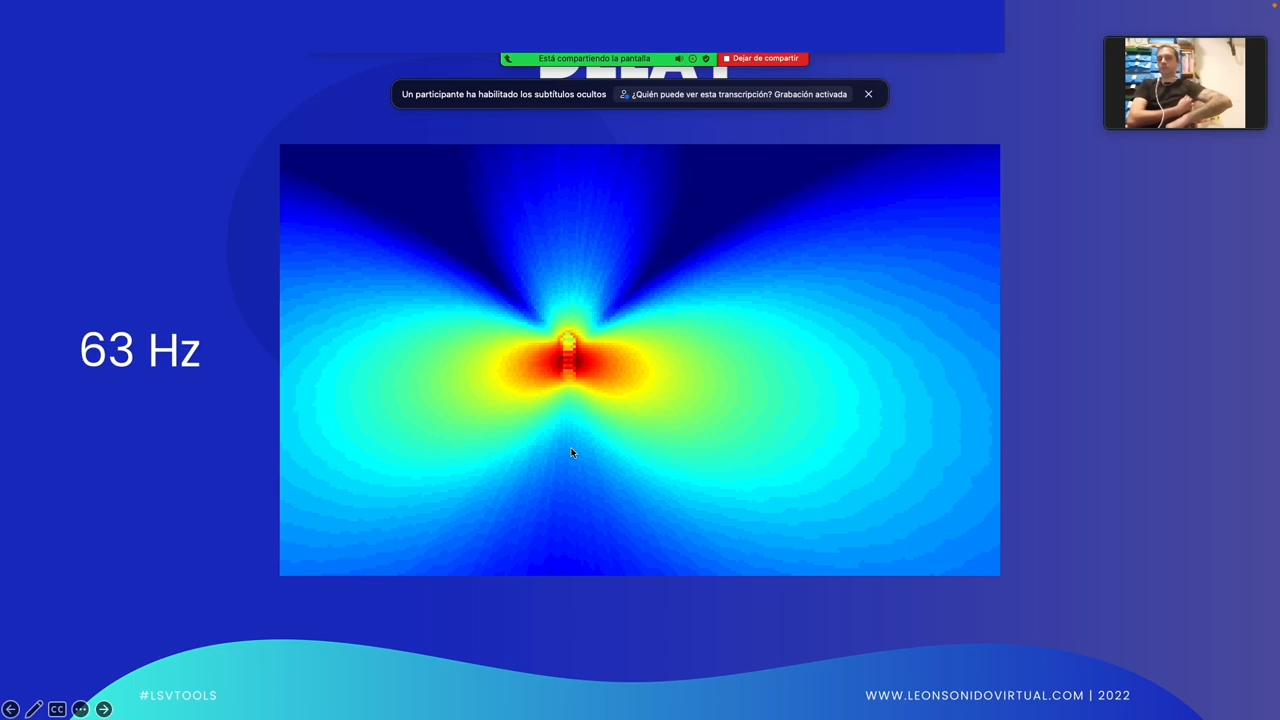 Está compartiendo la pantalla
Dejar de compartir
Un participante ha habilitado los subtítulos ocultos
¿Quién puede ver esta transcripción? Grabación activada
63 Hz
#LSVTOOLS
WWW.LEONSONIDOVIRTUAL.COM | 2022
CC